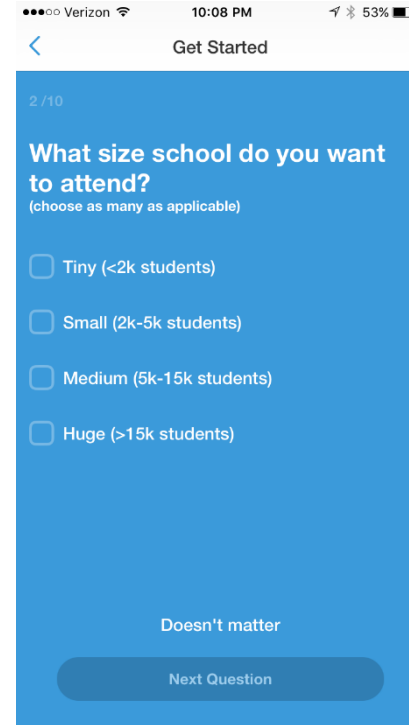 Verizon 10:08 PM 53%
Get Started
2 /10
What size school do you want
to attend?
(choose as many as applicable)
Tiny (<2k students)
Small (2k-5k students)
Medium (5k-15k students)
Huge (>15k students)
Doesn't matter
Next Question